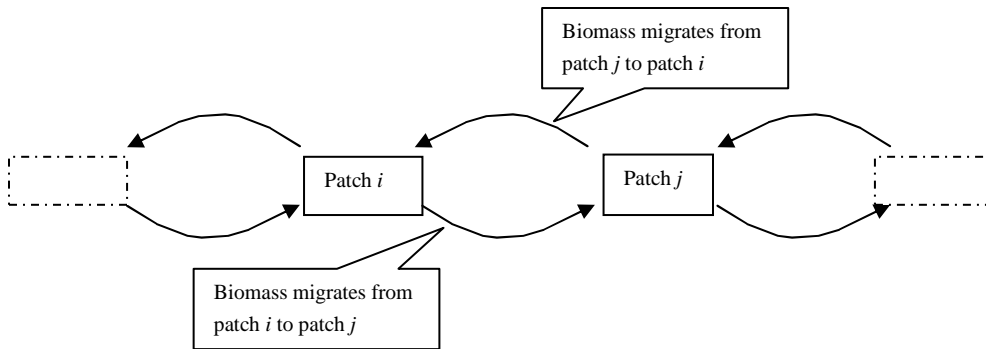 Biomass migrates from
patch j to patch i
Patch i
Patch j
Biomass migrates from
patch i to patch j